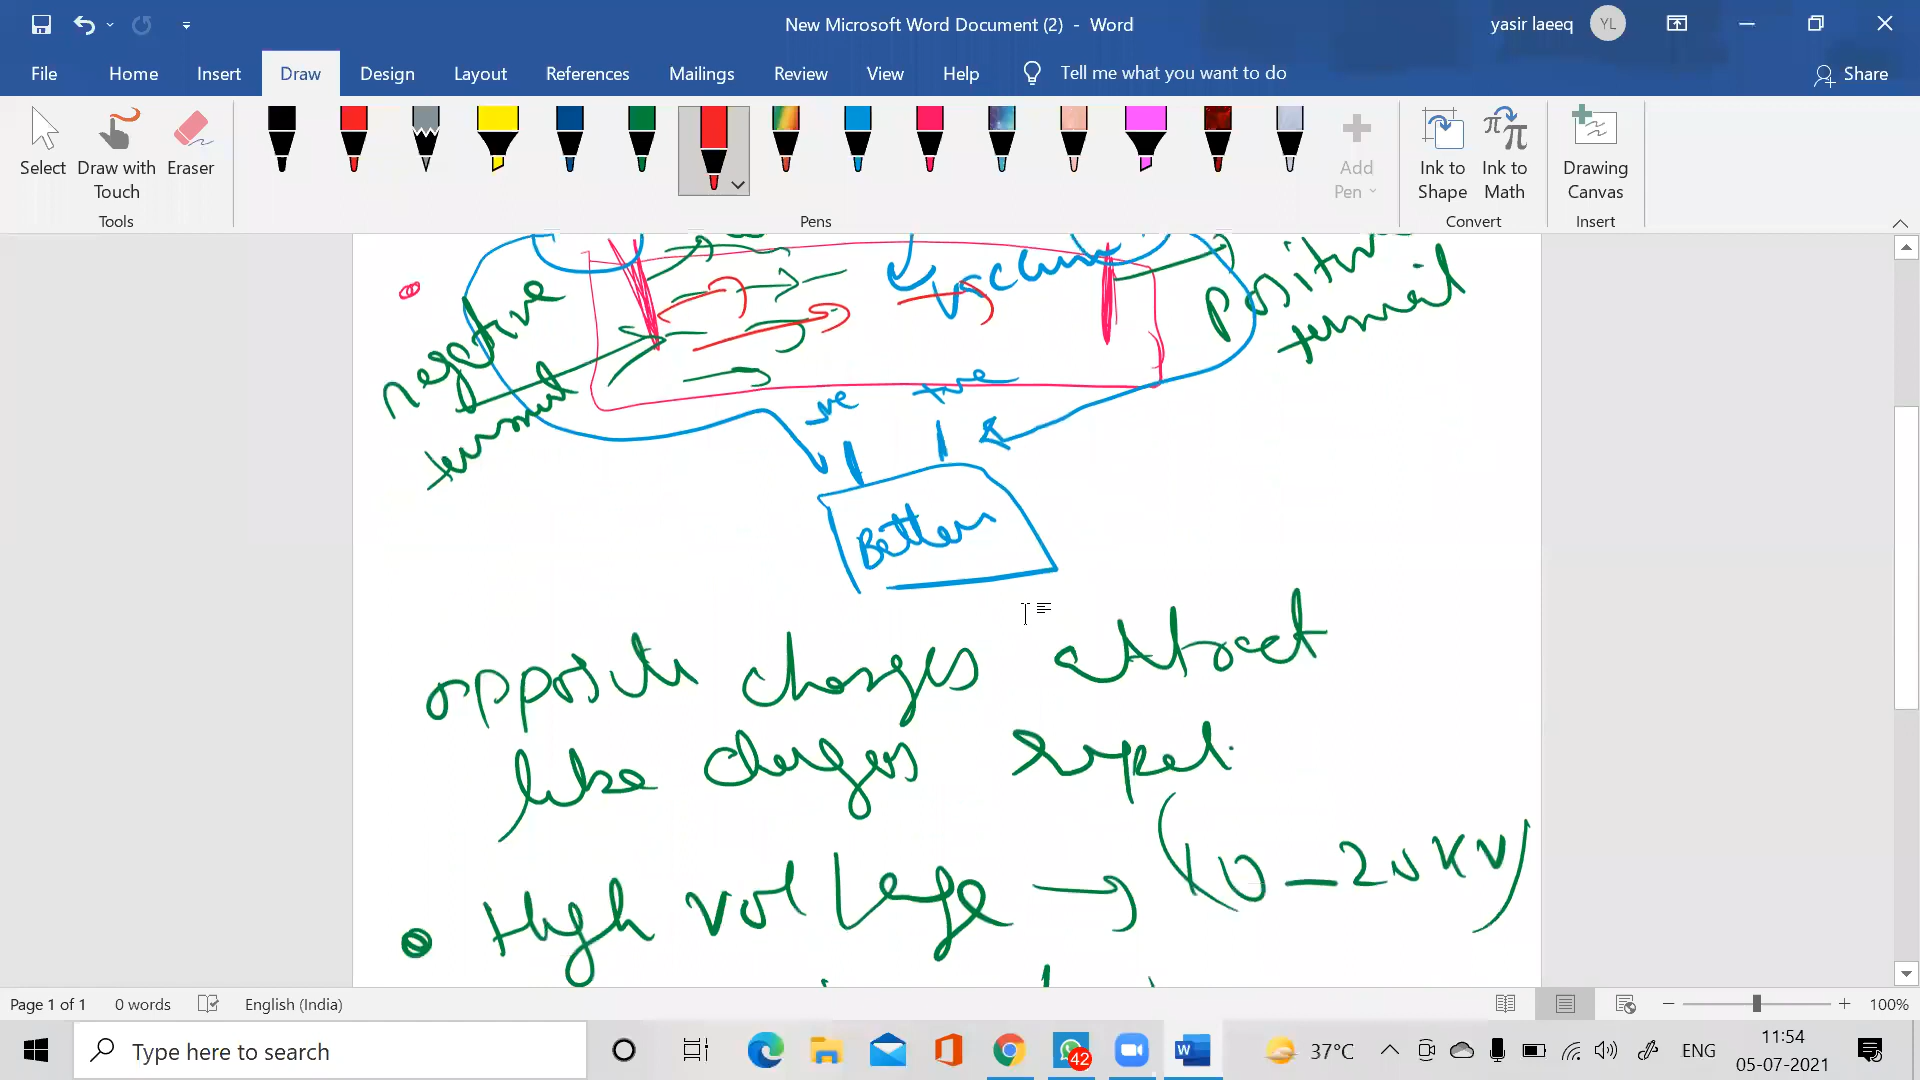 New Microsoft Word Document (2) - Word
yasir laeeq YL
File Home Insert Draw Design Layout References Mailings Review View Help Tell me what you want to do Share
Select Draw with Touch Eraser
Add Pen
Ink to Shape Ink to Math
Drawing Canvas
Tools
Pens
Convert
Insert
vaccum
positive
termial
negative
-ve
+ve
opposite charges attract
like charges repel.
High voltage → (10 – 20 KV)
Page 1 of 1 0 words English (India) 100%
Type here to search
42
37°C
ENG
11:54
05-07-2021